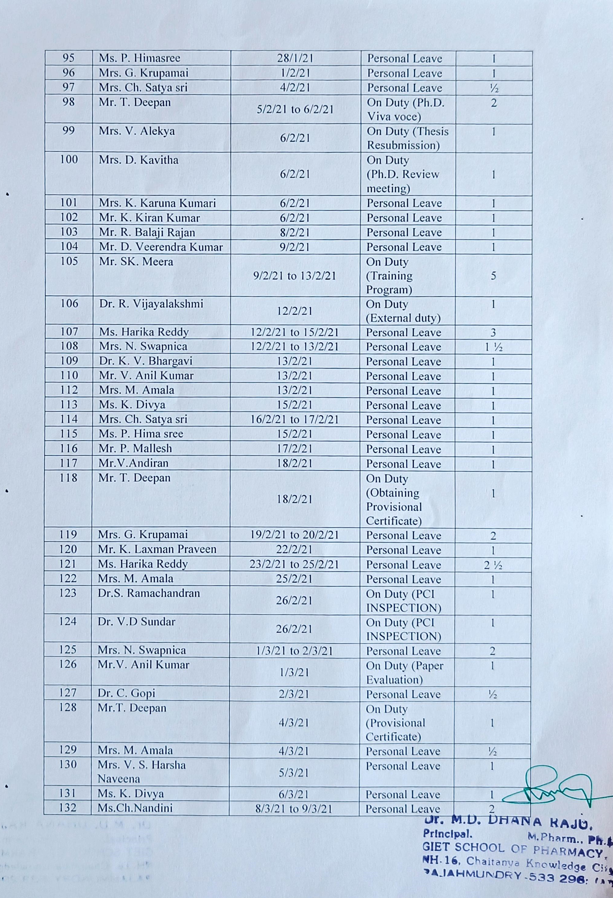 95 Ms. P. Himasree 28/1/21 Personal Leave 1
96 Mrs. G. Krupamai 1/2/21 Personal Leave 1
97 Mrs. Ch. Satya sri 4/2/21 Personal Leave ½
98 Mr. T. Deepan 5/2/21 to 6/2/21 On Duty (Ph.D. 2
Viva voce)
99 Mrs. V. Alekya 6/2/21 On Duty (Thesis 1
Resubmission)
100 Mrs. D. Kavitha 6/2/21 On Duty 1
(Ph.D. Review
meeting)
101 Mrs. K. Karuna Kumari 6/2/21 Personal Leave 1
102 Mr. K. Kiran Kumar 6/2/21 Personal Leave 1
103 Mr. R. Balaji Rajan 8/2/21 Personal Leave 1
104 Mr. D. Veerendra Kumar 9/2/21 Personal Leave 1
105 Mr. SK. Meera 9/2/21 to 13/2/21 On Duty 5
(Training
Program)
106 Dr. R. Vijayalakshmi 12/2/21 On Duty 1
(External duty)
107 Ms. Harika Reddy 12/2/21 to 15/2/21 Personal Leave 3
108 Mrs. N. Swapnica 12/2/21 to 13/2/21 Personal Leave 1 ½
109 Dr. K. V. Bhargavi 13/2/21 Personal Leave 1
110 Mr. V. Anil Kumar 13/2/21 Personal Leave 1
112 Mrs. M. Amala 13/2/21 Personal Leave 1
113 Ms. K. Divya 15/2/21 Personal Leave 1
114 Mrs. Ch. Satya sri 16/2/21 to 17/2/21 Personal Leave 1
115 Ms. P. Hima sree 15/2/21 Personal Leave 1
116 Mr. P. Mallesh 17/2/21 Personal Leave 1
117 Mr.V.Andiran 18/2/21 Personal Leave 1
118 Mr. T. Deepan 18/2/21 On Duty 1
(Obtaining
Provisional
Certificate)
119 Mrs. G. Krupamai 19/2/21 to 20/2/21 Personal Leave 2
120 Mr. K. Laxman Praveen 22/2/21 Personal Leave 1
121 Ms. Harika Reddy 23/2/21 to 25/2/21 Personal Leave 2 ½
122 Mrs. M. Amala 25/2/21 Personal Leave 1
123 Dr.S. Ramachandran 26/2/21 On Duty (PCI 1
INSPECTION)
124 Dr. V.D Sundar 26/2/21 On Duty (PCI 1
INSPECTION)
125 Mrs. N. Swapnica 1/3/21 to 2/3/21 Personal Leave 2
126 Mr.V. Anil Kumar 1/3/21 On Duty (Paper 1
Evaluation)
127 Dr. C. Gopi 2/3/21 Personal Leave ½
128 Mr.T. Deepan 4/3/21 On Duty 1
(Provisional
Certificate)
129 Mrs. M. Amala 4/3/21 Personal Leave ½
130 Mrs. V. S. Harsha 5/3/21 Personal Leave 1
Naveena
131 Ms. K. Divya 6/3/21 Personal Leave 1
132 Ms.Ch.Nandini 8/3/21 to 9/3/21 Personal Leave 2
Dr. M.D. DHANA RAJU,
Principal. M.Pharm., Ph.
GIET SCHOOL OF PHARMACY,
NH-16, Chaitanya Knowledge City
RAJAHMUNDRY-533 296